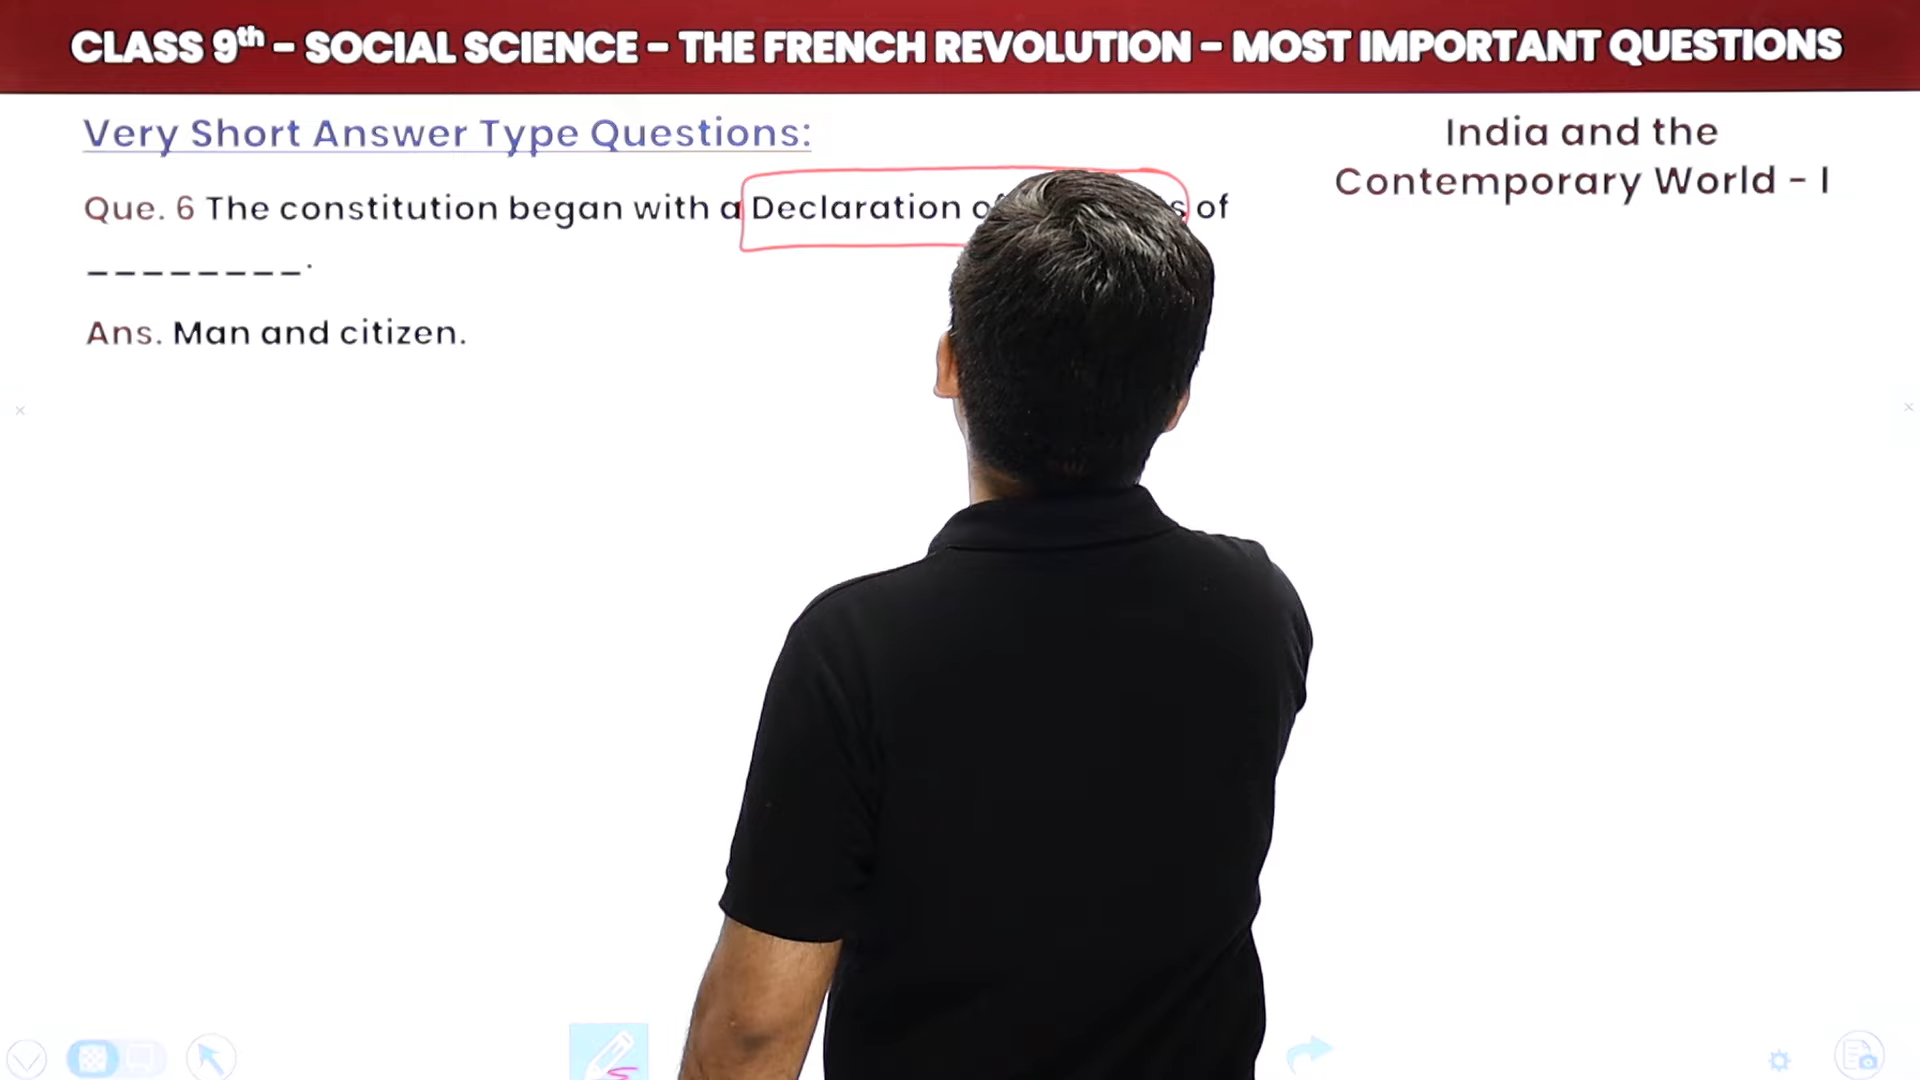 CLASS 9th – SOCIAL SCIENCE – THE FRENCH REVOLUTION – MOST IMPORTANT QUESTIONS
Very Short Answer Type Questions:
India and the
Contemporary World - I
Que. 6 The constitution began with a Declaration of
________.
Ans. Man and citizen.